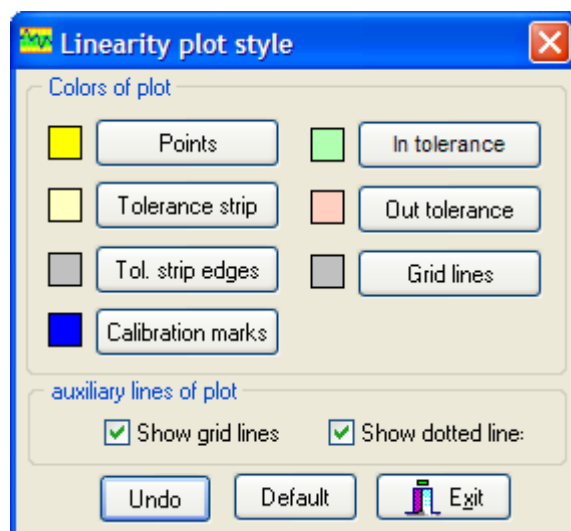 Linearity plot style
Colors of plot
Points
In tolerance
Tolerance strip
Out tolerance
Tol. strip edges
Grid lines
Calibration marks
auxiliary lines of plot
Show grid lines
Show dotted line:
Undo
Default
Exit